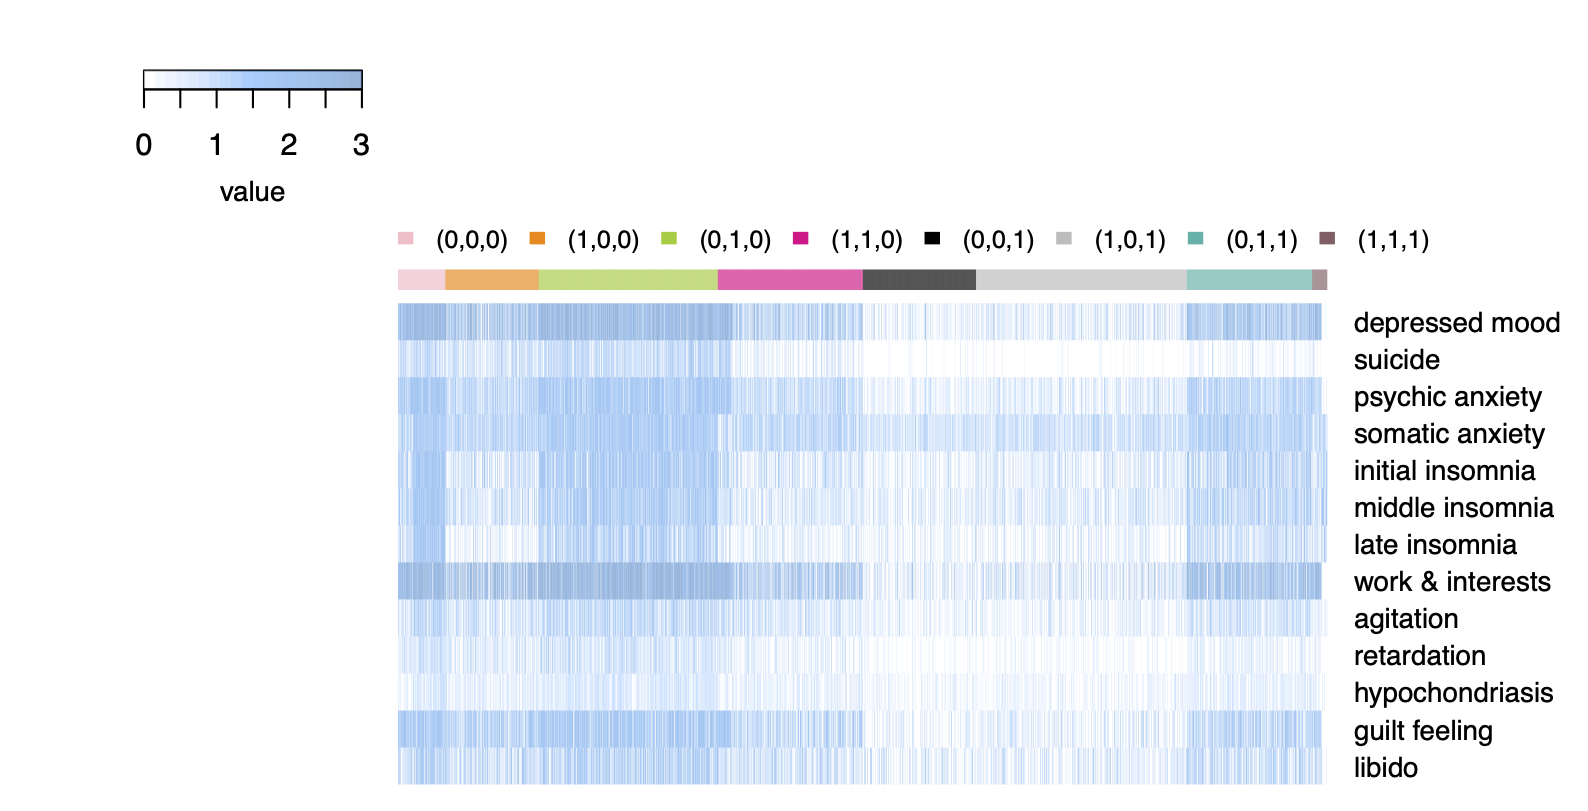 0 1 2 3
value
(0,0,0) (1,0,0) (0,1,0) (1,1,0) (0,0,1) (1,0,1) (0,1,1) (1,1,1)
depressed mood
suicide
psychic anxiety
somatic anxiety
initial insomnia
middle insomnia
late insomnia
work & interests
agitation
retardation
hypochondriasis
guilt feeling
libido